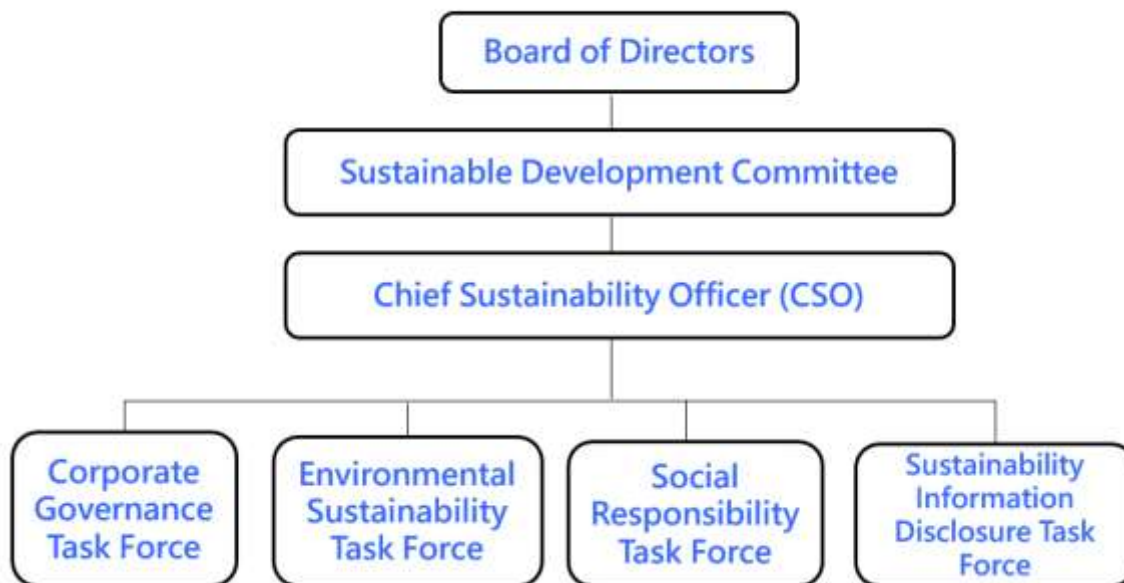 Board of Directors
Sustainable Development Committee
Chief Sustainability Officer (CSO)
Corporate
Governance
Task Force
Environmental
Sustainability
Task Force
Social
Responsibility
Task Force
Sustainability
Information
Disclosure Task
Force